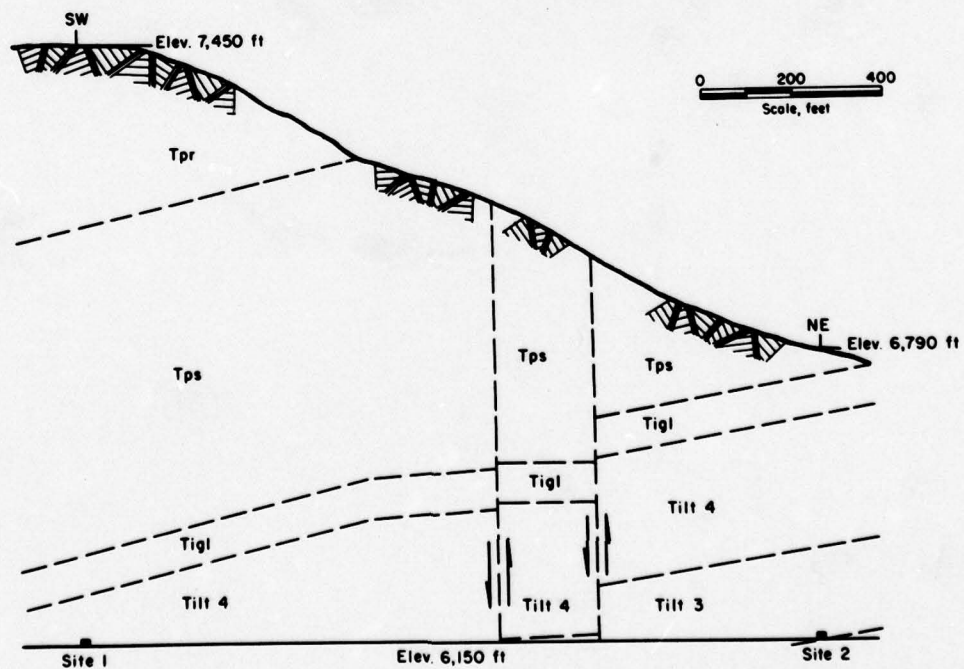 SW
Elev. 7,450 ft
0 200 400
Scale, feet
Tpr
NE
Elev. 6,790 ft
Tps
Tps
Tps
Tigl
Tigl
Tilt 4
Tigl
Tilt 4
Tilt 4
Tilt 3
Site 1
Elev. 6,150 ft
Site 2